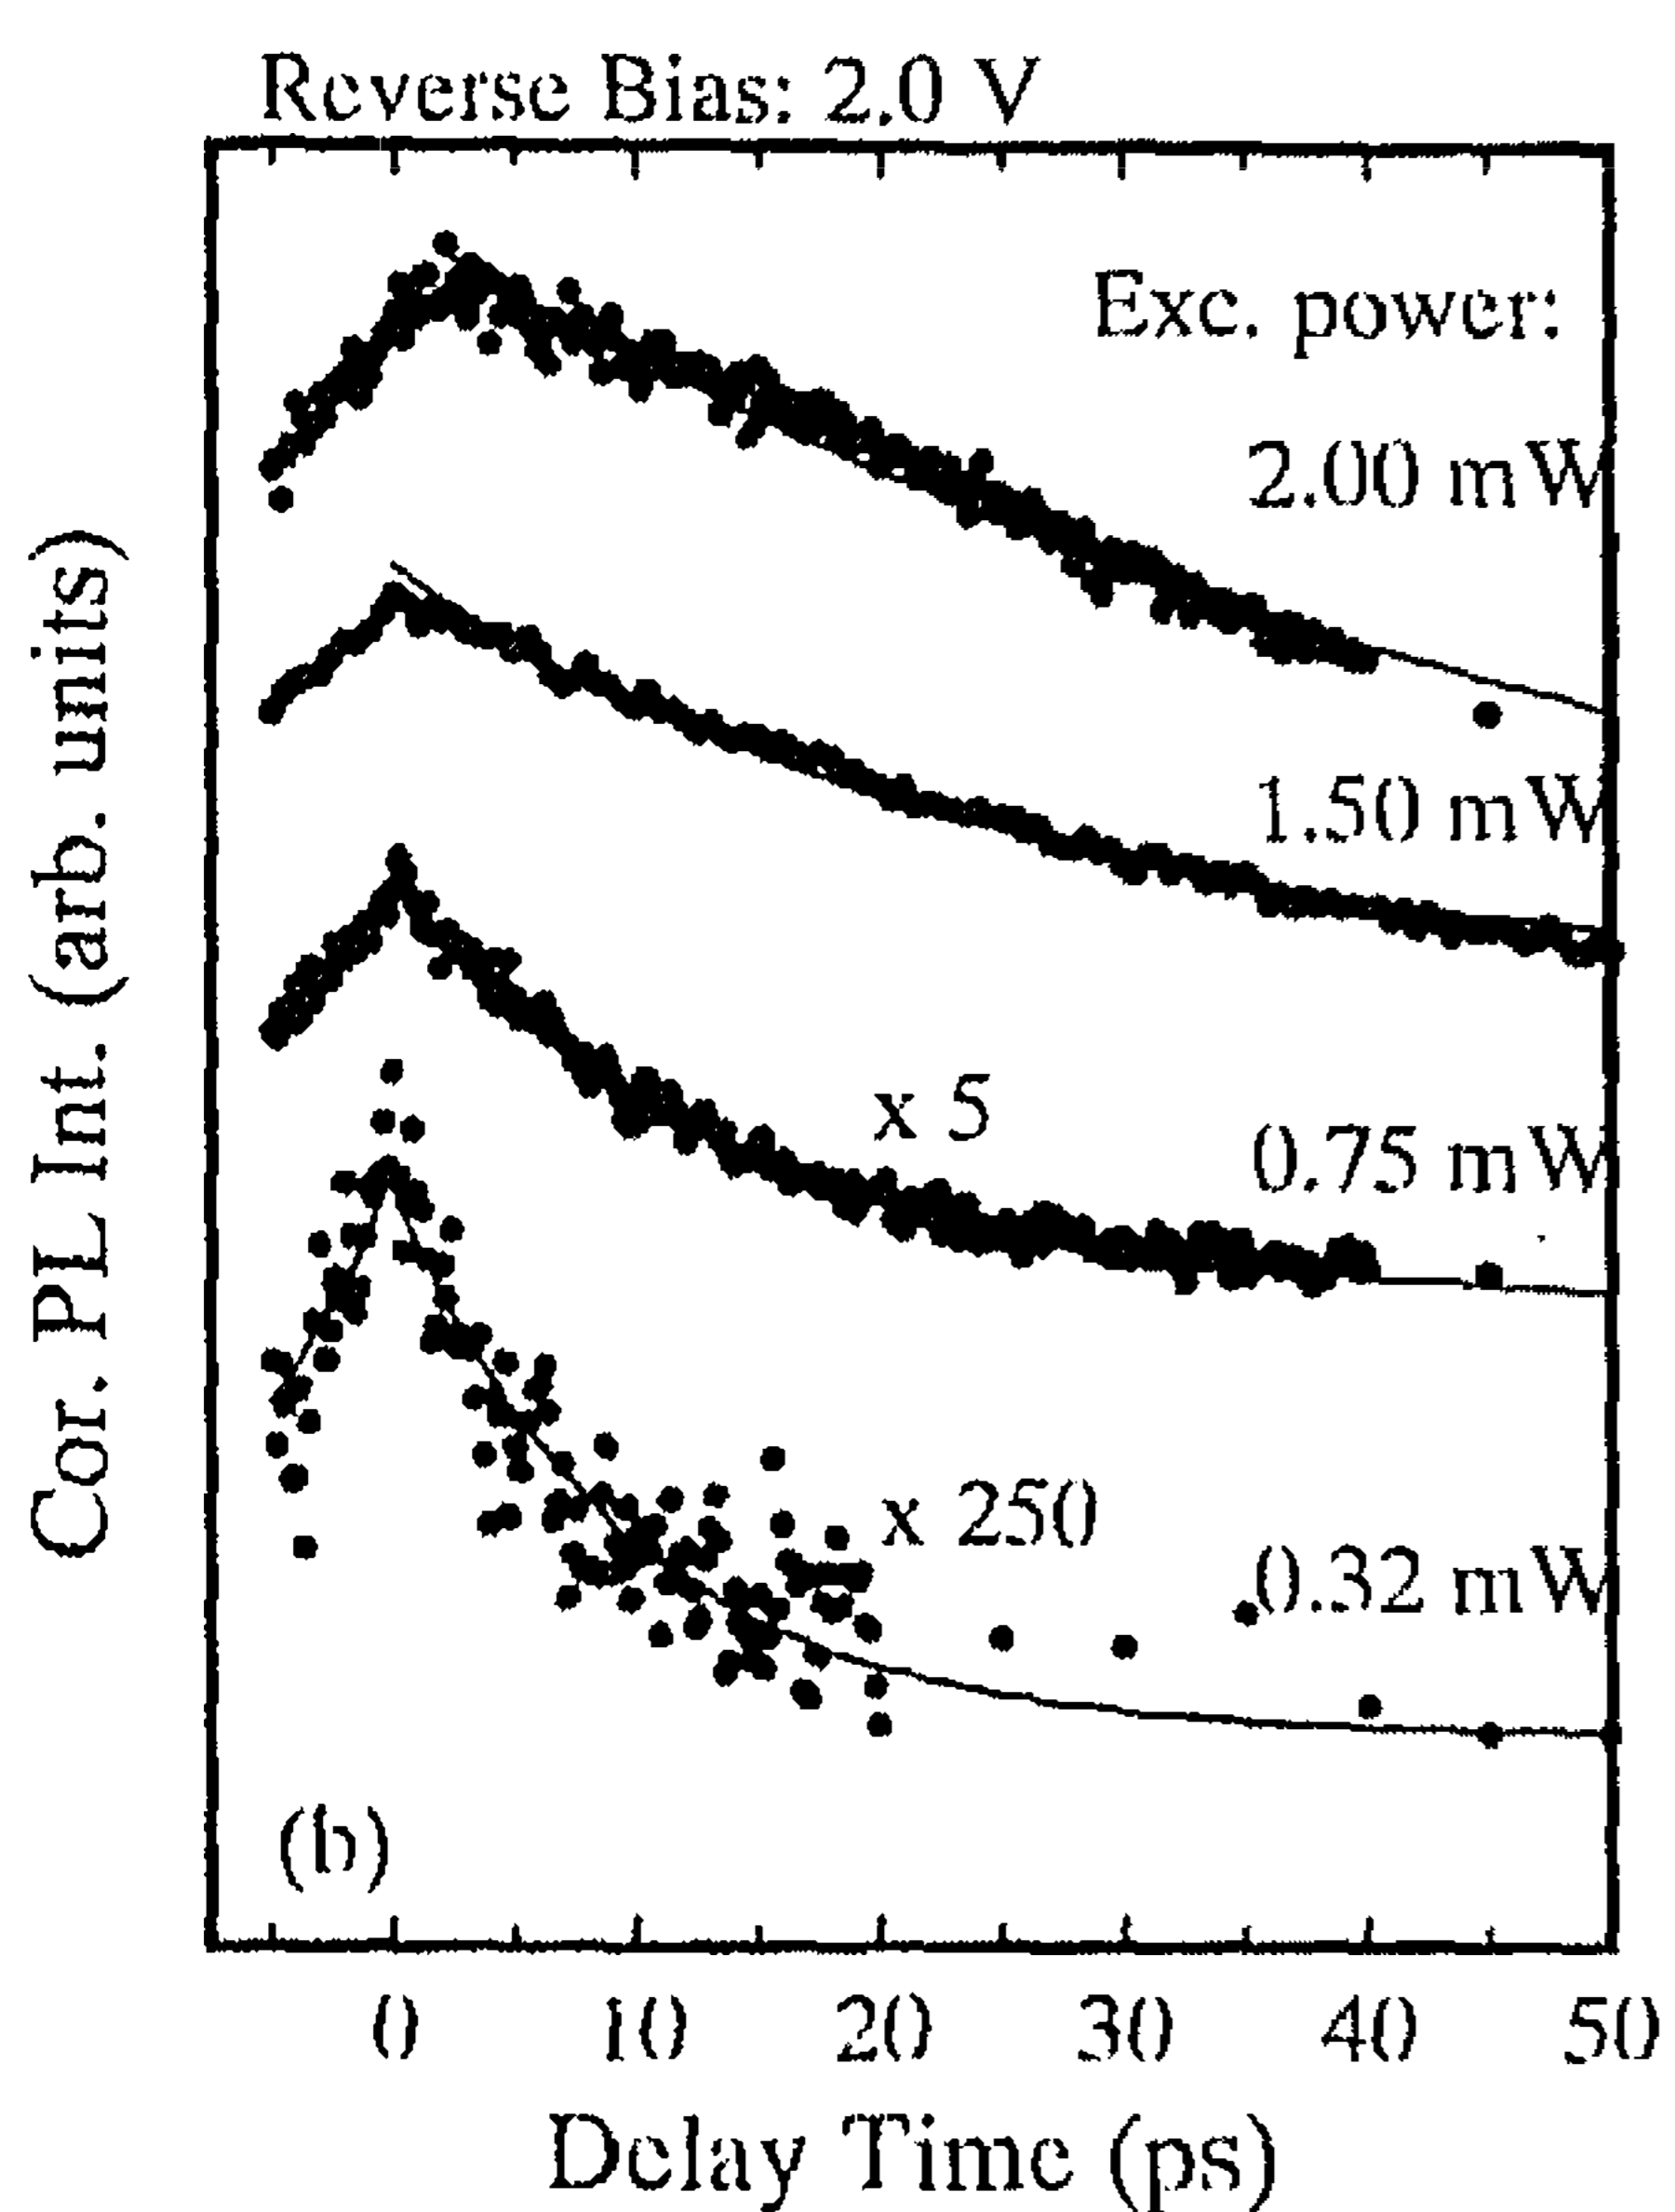 Reverse Bias: 2.0 V
Exc. power:
2.00 mW
1.50 mW
x 5
0.75 mW
x 250
0.32 mW
(b)
Cor. PL Int. (arb. units)
0 10 20 30 40 50
Delay Time (ps)